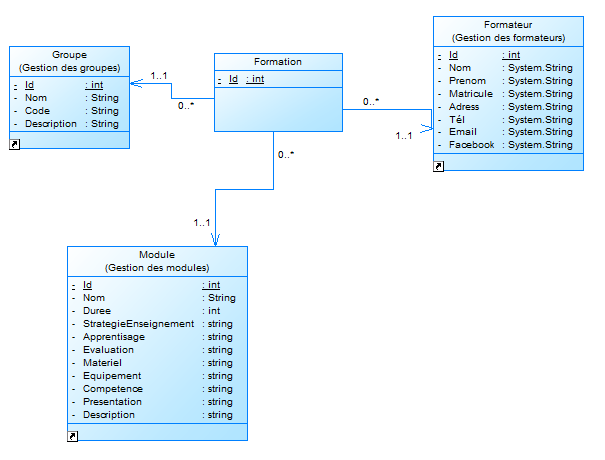 Groupe
(Gestion des groupes)
- Id : int
- Nom : String
- Code : String
- Description : String
1..1
0..*
Formation
- Id : int
0..*
1..1
Formateur
(Gestion des formateurs)
- Id : int
- Nom : System.String
- Prenom : System.String
- Matricule : System.String
- Adress : System.String
- Tél : System.String
- Email : System.String
- Facebook : System.String
0..*
1..1
Module
(Gestion des modules)
- Id : int
- Nom : String
- Duree : int
- StrategieEnseignement : string
- Apprentisage : string
- Evaluation : string
- Materiel : string
- Equipement : string
- Competence : string
- Presentation : string
- Description : string